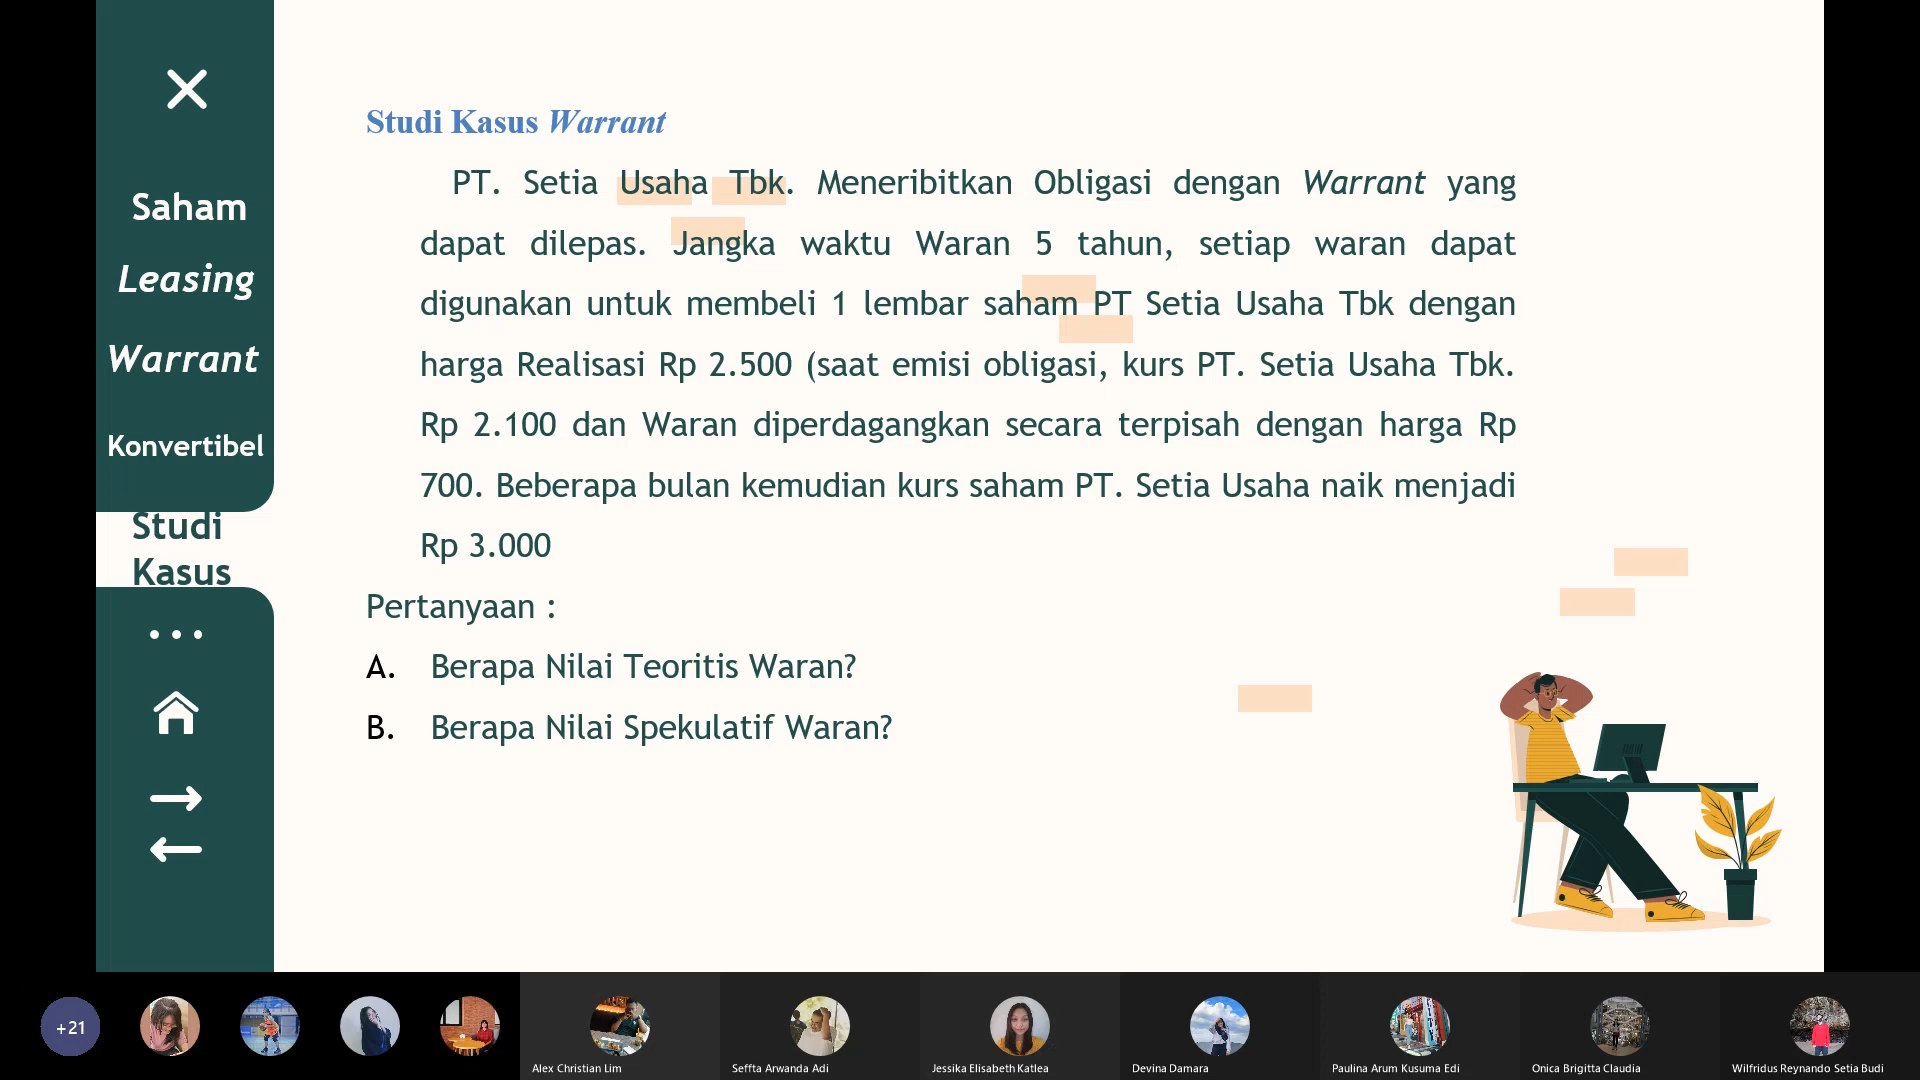 Saham
Leasing
Warrant
Konvertibel
Studi
Kasus
Studi Kasus Warrant
PT. Setia Usaha Tbk. Meneribitkan Obligasi dengan Warrant yang
dapat dilepas. Jangka waktu Waran 5 tahun, setiap waran dapat
digunakan untuk membeli 1 lembar saham PT Setia Usaha Tbk dengan
harga Realisasi Rp 2.500 (saat emisi obligasi, kurs PT. Setia Usaha Tbk.
Rp 2.100 dan Waran diperdagangkan secara terpisah dengan harga Rp
700. Beberapa bulan kemudian kurs saham PT. Setia Usaha naik menjadi
Rp 3.000
Pertanyaan :
A. Berapa Nilai Teoritis Waran?
B. Berapa Nilai Spekulatif Waran?
+21
Alex Christian Lim
Seffta Arwanda Adi
Jessika Elisabeth Katlea
Devina Damara
Paulina Arum Kusuma Edi
Onica Brigitta Claudia
Wilfridus Reynando Setia Budi